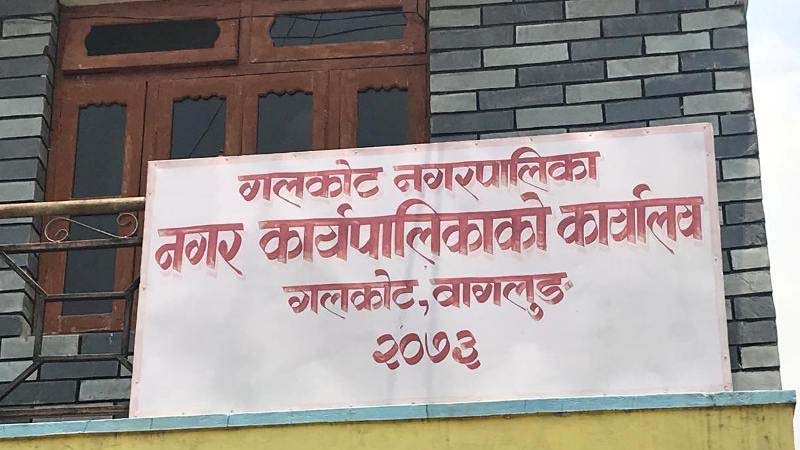 गलकोट नगरपालिका
नगर कार्यपालिकाको कार्यालय
गलकोट, बागलुङ
२०७३